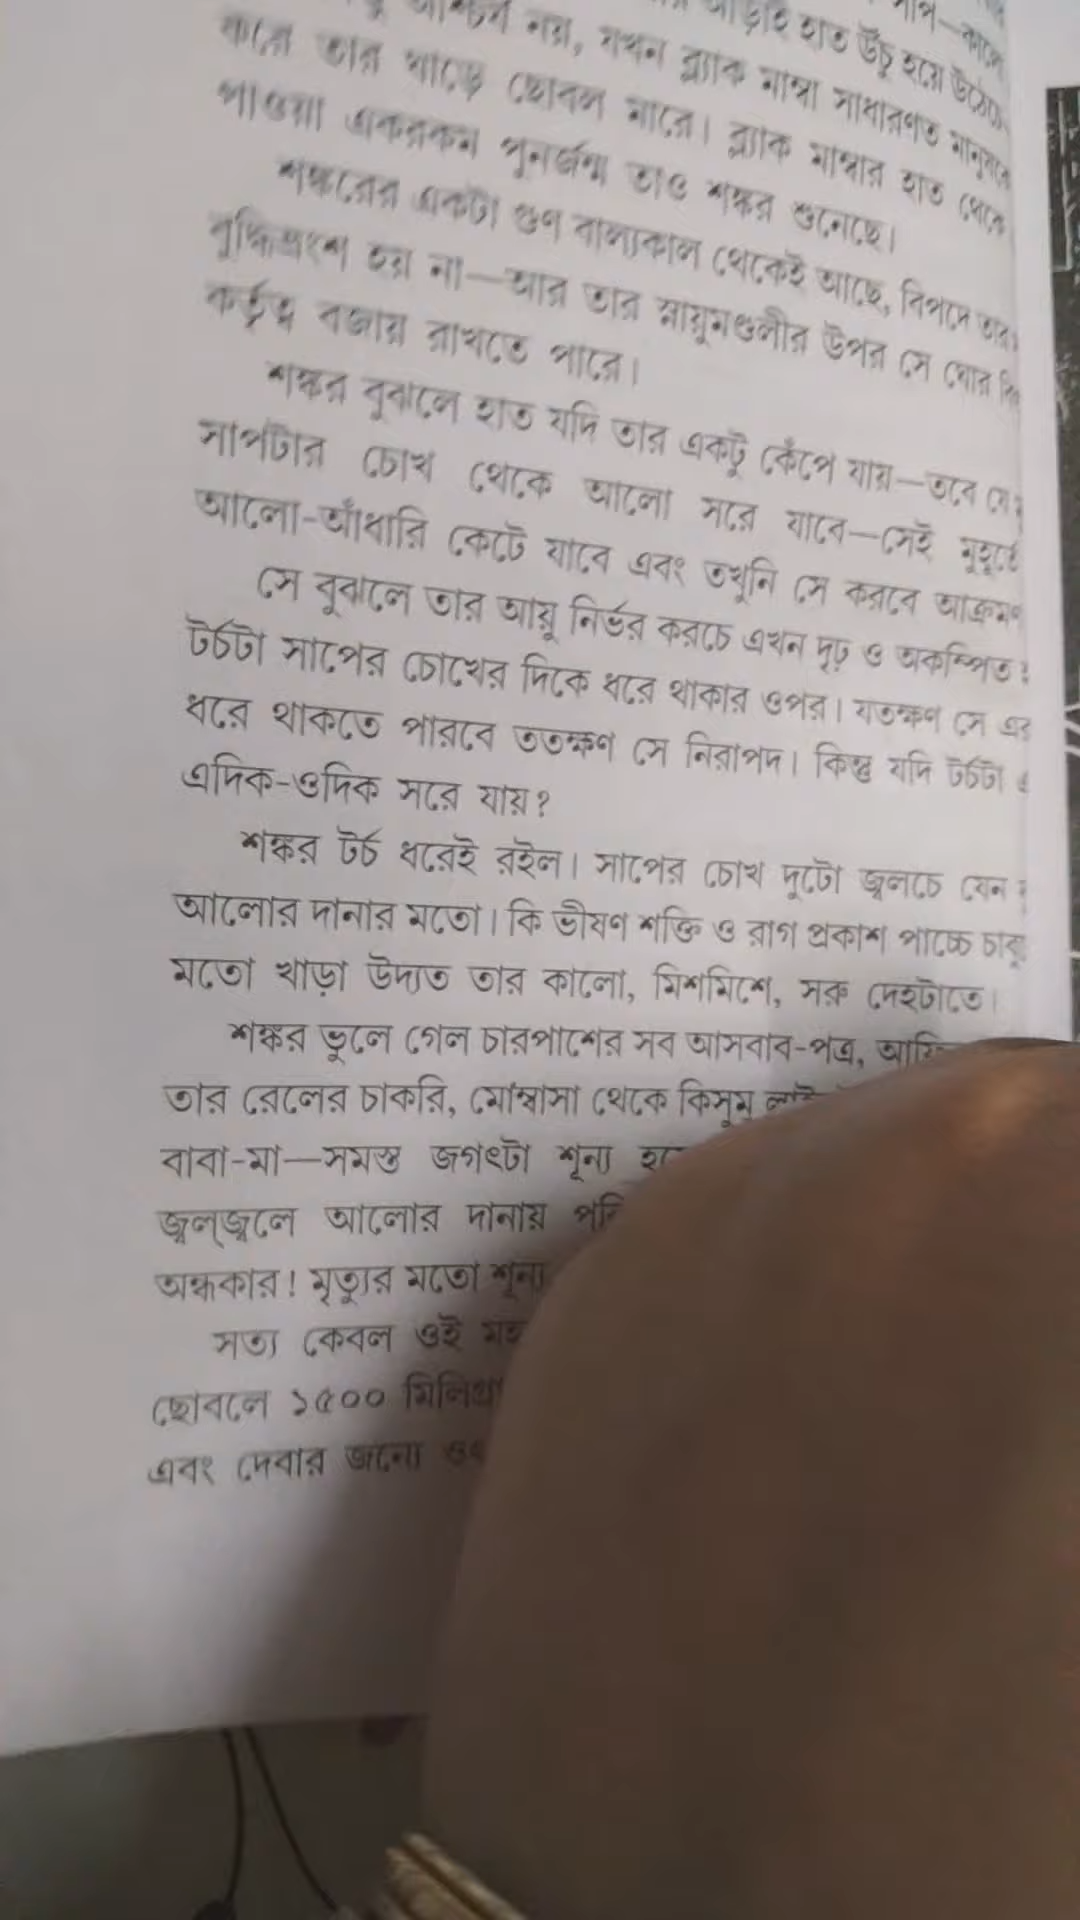 আড়াই হাত উঁচু হয়ে উঠেচে
নয়, যখন ব্ল্যাক মাম্বা সাধারণত মানুষকে
করে তার ঘাড়ে ছোবল মারে। ব্ল্যাক মাম্বার হাত থেকে
পাওয়া একরকম পুনর্জন্ম তাও শঙ্কর শুনেছে।
শঙ্করের একটা গুণ বাল্যকাল থেকেই আছে, বিপদে তার
বুদ্ধিভ্রংশ হয় না—আর তার স্নায়ুমণ্ডলীর উপর সে ঘোর
কর্তৃত্ব বজায় রাখতে পারে।
শঙ্কর বুঝলে হাত যদি তার একটু কেঁপে যায়—তবে যে
সাপটার চোখ থেকে আলো সরে যাবে—সেই মুহূর্তে
আলো-আঁধারি কেটে যাবে এবং তখুনি সে করবে আক্রমণ
সে বুঝলে তার আয়ু নির্ভর করচে এখন দৃঢ় ও অকম্পিত
টর্চটা সাপের চোখের দিকে ধরে থাকার ওপর। যতক্ষণ সে
ধরে থাকতে পারবে ততক্ষণ সে নিরাপদ। কিন্তু যদি টর্চটা
এদিক-ওদিক সরে যায়?
শঙ্কর টর্চ ধরেই রইল। সাপের চোখ দুটো জ্বলচে যেন
আলোর দানার মতো। কি ভীষণ শক্তি ও রাগ প্রকাশ পাচ্চে
মতো খাড়া উদ্যত তার কালো, মিশমিশে, সরু দেহটাতে।
শঙ্কর ভুলে গেল চারপাশের সব আসবাব-পত্র,
তার রেলের চাকরি, মোম্বাসা থেকে কিসুমু
বাবা-মা—সমস্ত জগৎটা শূন্য
জ্বল্জ্বলে আলোর দানায়
অন্ধকার! মৃত্যুর মতো শূন্য
সত্য কেবল ওই
ছোবলে ১৫০০
এবং দেবার জন্যে